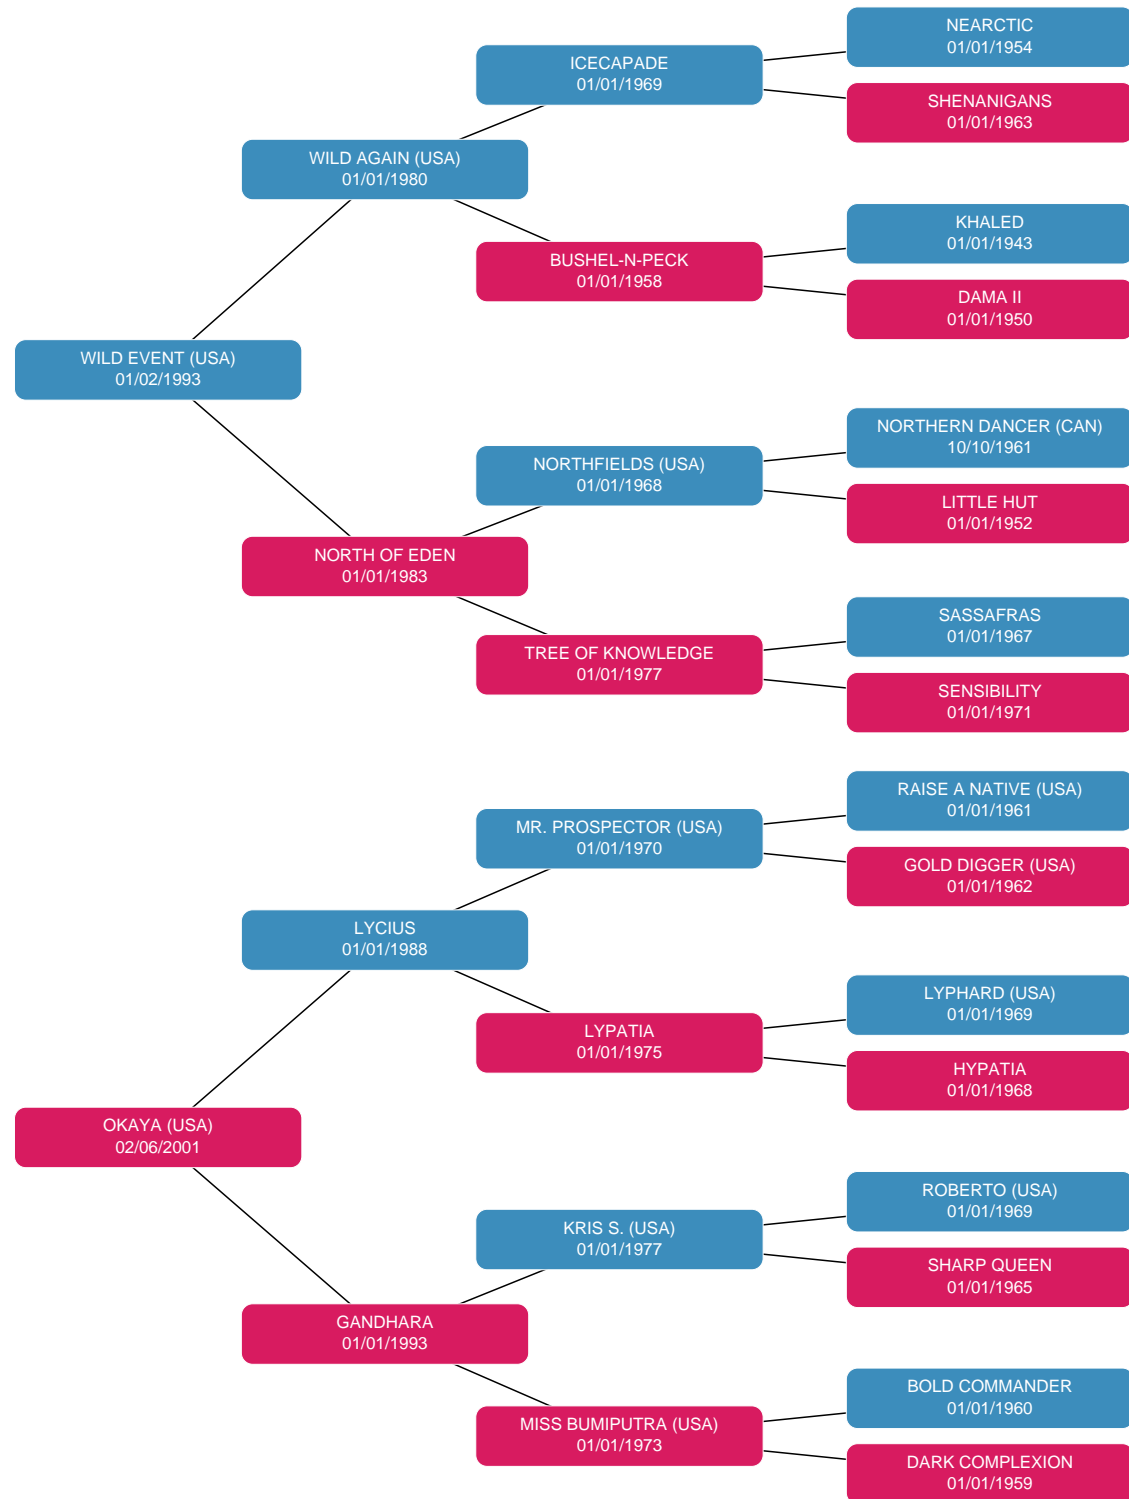 NEARCTIC
01/01/1954
ICECAPADE
01/01/1969
SHENANIGANS
01/01/1963
WILD AGAIN (USA)
01/01/1980
KHALED
01/01/1943
BUSHEL-N-PECK
01/01/1958
DAMA II
01/01/1950
WILD EVENT (USA)
01/02/1993
NORTHERN DANCER (CAN)
10/10/1961
NORTHFIELDS (USA)
01/01/1968
LITTLE HUT
01/01/1952
NORTH OF EDEN
01/01/1983
SASSAFRAS
01/01/1967
TREE OF KNOWLEDGE
01/01/1977
SENSIBILITY
01/01/1971
RAISE A NATIVE (USA)
01/01/1961
MR. PROSPECTOR (USA)
01/01/1970
GOLD DIGGER (USA)
01/01/1962
LYCIUS
01/01/1988
LYPHARD (USA)
01/01/1969
LYPATIA
01/01/1975
HYPATIA
01/01/1968
OKAYA (USA)
02/06/2001
ROBERTO (USA)
01/01/1969
KRIS S. (USA)
01/01/1977
SHARP QUEEN
01/01/1965
GANDHARA
01/01/1993
BOLD COMMANDER
01/01/1960
MISS BUMIPUTRA (USA)
01/01/1973
DARK COMPLEXION
01/01/1959